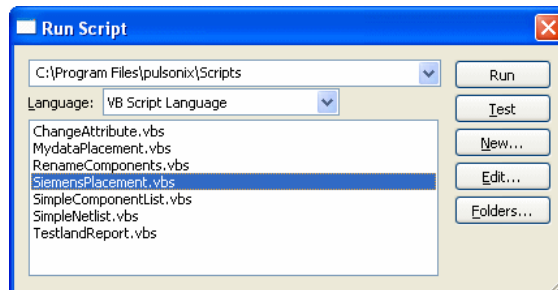 Run Script
C:\Program Files\pulsonix\Scripts
Run
Language: VB Script Language
Test
ChangeAttribute.vbs
MydataPlacement.vbs
RenameComponents.vbs
SiemensPlacement.vbs
SimpleComponentList.vbs
SimpleNetlist.vbs
TestlandReport.vbs
New...
Edit...
Folders...